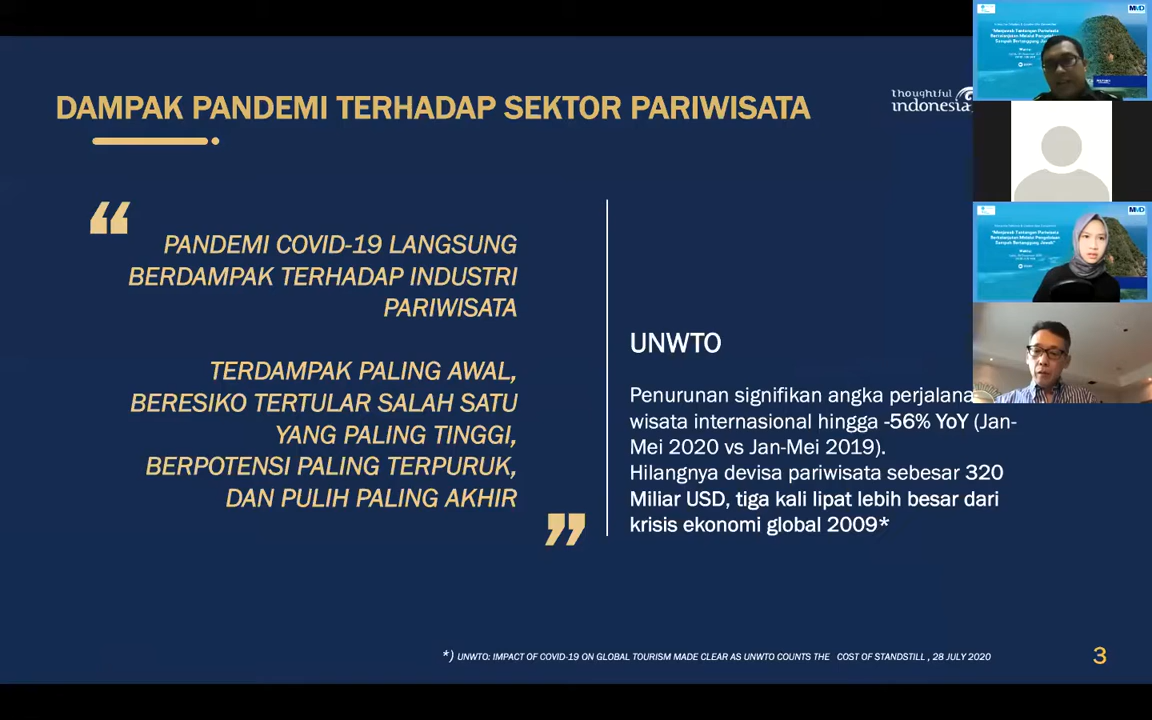 DAMPAK PANDEMI TERHADAP SEKTOR PARIWISATA
Thoughtful
indonesia
“
PANDEMI COVID-19 LANGSUNG
BERDAMPAK TERHADAP INDUSTRI
PARIWISATA
TERDAMPAK PALING AWAL,
BERESIKO TERTULAR SALAH SATU
YANG PALING TINGGI,
BERPOTENSI PALING TERPURUK,
DAN PULIH PALING AKHIR
”
UNWTO
Penurunan signifikan angka perjalana
wisata internasional hingga -56% YoY (Jan-
Mei 2020 vs Jan-Mei 2019).
Hilangnya devisa pariwisata sebesar 320
Miliar USD, tiga kali lipat lebih besar dari
krisis ekonomi global 2009*
*) UNWTO: IMPACT OF COVID-19 ON GLOBAL TOURISM MADE CLEAR AS UNWTO COUNTS THE COST OF STANDSTILL , 28 JULY 2020
3